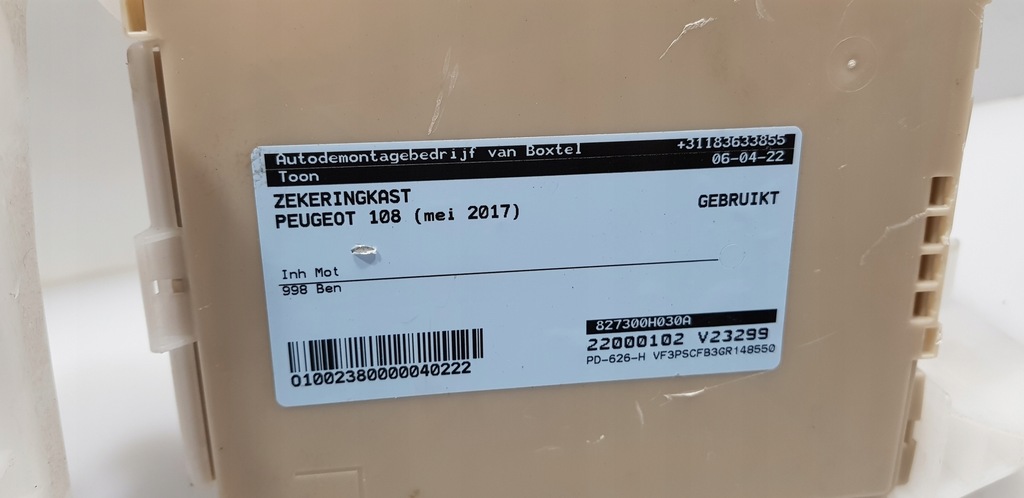 Autodemontagebedrijf van Boxtel +31183633855
Toon 06-04-22
ZEKERINGKAST GEBRUIKT
PEUGEOT 108 (mei 2017)
Inh Mot
998 Ben
827300H030A
22000102 V23299
PD-626-H VF3PSCFB3GR148550
01002380000040222